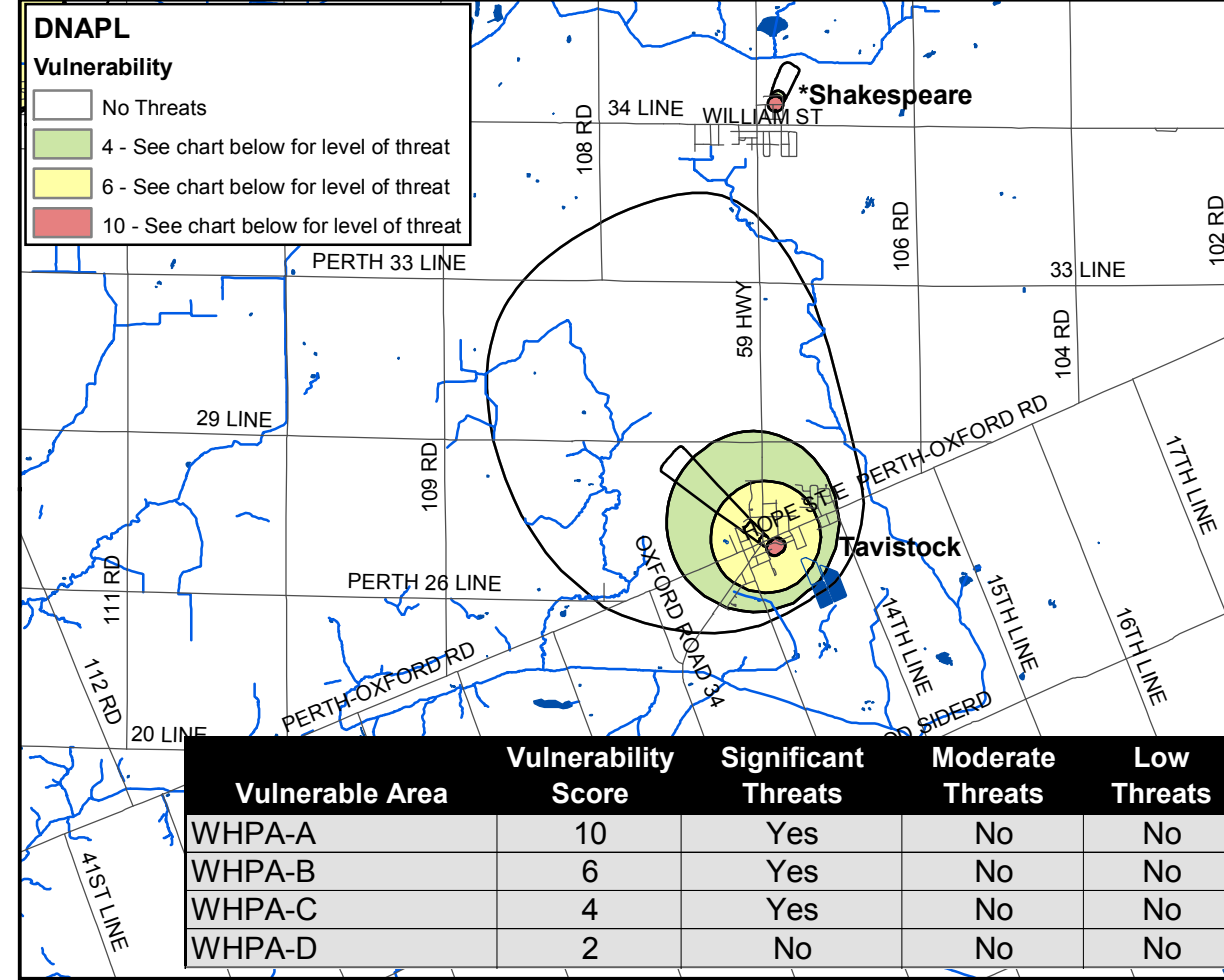 DNAPL
Vulnerability
No Threats
4 - See chart below for level of threat
6 - See chart below for level of threat
10 - See chart below for level of threat
*Shakespeare
34 LINE
WILLIAM ST
108 RD
106 RD
102 RD
PERTH 33 LINE
33 LINE
59 HWY
104 RD
29 LINE
109 RD
PERTH-OXFORD RD
17TH LINE
HOPE ST E
Tavistock
OXFORD ROAD 34
PERTH 26 LINE
111 RD
14TH LINE
15TH LINE
16TH LINE
112 RD
PERTH-OXFORD RD
SIDERD
20 LINE
41ST LINE
Vulnerable Area Vulnerability Score Significant Threats Moderate Threats Low Threats
WHPA-A 10 Yes No No
WHPA-B 6 Yes No No
WHPA-C 4 Yes No No
WHPA-D 2 No No No